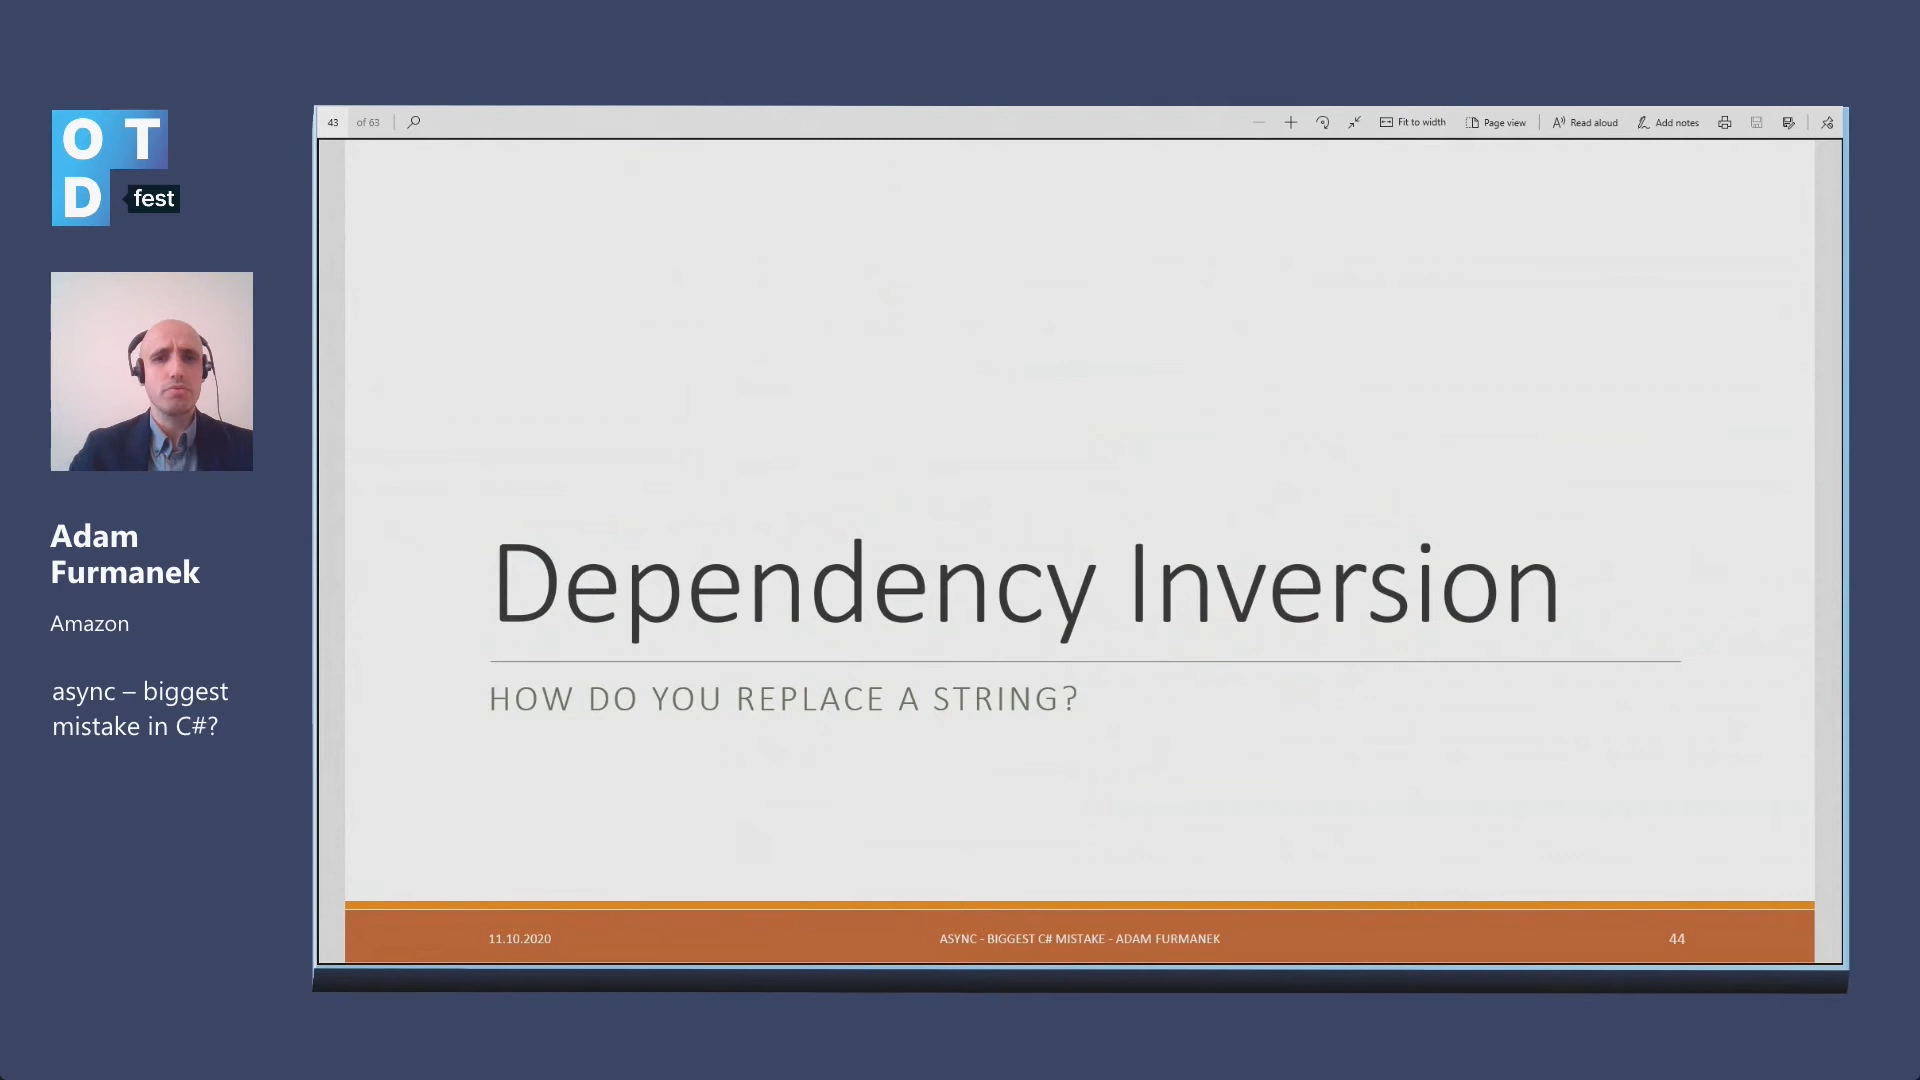 O T
D fest
Adam
Furmanek
Amazon
async – biggest
mistake in C#?
43 of 63
Fit to width Page view Read aloud Add notes
Dependency Inversion
HOW DO YOU REPLACE A STRING?
11.10.2020 ASYNC - BIGGEST C# MISTAKE - ADAM FURMANEK 44